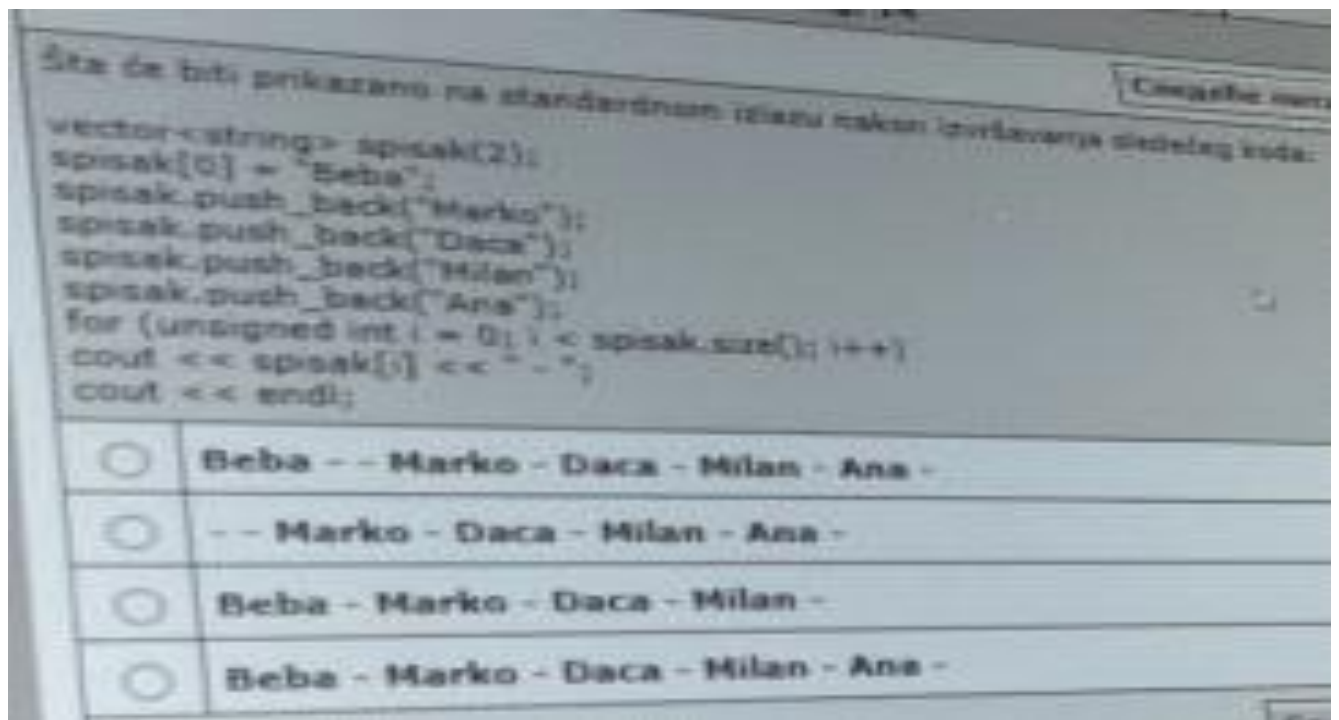 Šta će biti prikazano na standardnom izlazu nakon izvršavanja sledećeg koda:
vector<string> spisak(2);
spisak[0] = "Beba";
spisak.push_back("Marko");
spisak.push_back("Daca");
spisak.push_back("Milan");
spisak.push_back("Ana");
for (unsigned int i = 0; i < spisak.size(); i++)
cout << spisak[i] << " - ";
cout << endl;
Beba - - Marko - Daca - Milan - Ana -
- - Marko - Daca - Milan - Ana -
Beba - Marko - Daca - Milan -
Beba - Marko - Daca - Milan - Ana -